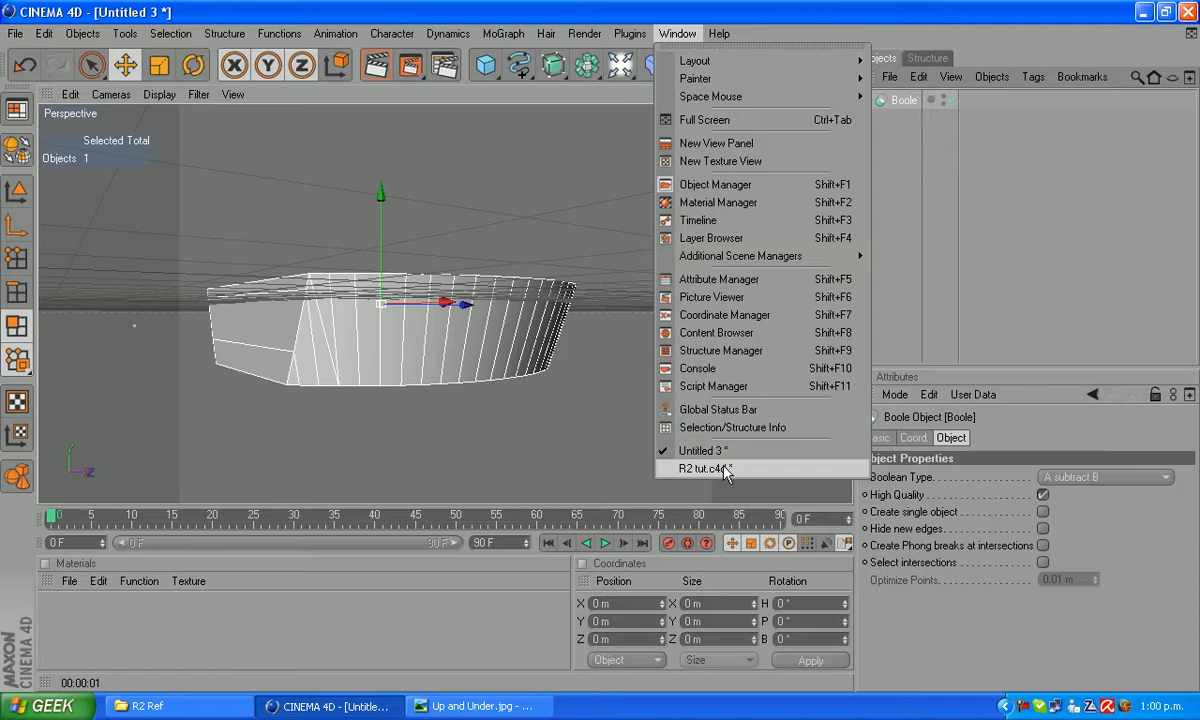 CINEMA 4D - [Untitled 3 *]
File Edit Objects Tools Selection Structure Functions Animation Character Dynamics MoGraph Hair Render Plugins Window Help
Edit Cameras Display Filter View
Perspective
Selected Total
Objects 1
Y
Z
Layout
Painter
Space Mouse
Full Screen Ctrl+Tab
New View Panel
New Texture View
Object Manager Shift+F1
Material Manager Shift+F2
Timeline Shift+F3
Layer Browser Shift+F4
Additional Scene Managers
Attribute Manager Shift+F5
Picture Viewer Shift+F6
Coordinate Manager Shift+F7
Content Browser Shift+F8
Structure Manager Shift+F9
Console Shift+F10
Script Manager Shift+F11
Global Status Bar
Selection/Structure Info
Untitled 3 *
R2 tut.c4d *
bjects Structure
File Edit View Objects Tags Bookmarks
Boole
Attributes
Mode Edit User Data
Boole Object [Boole]
asic Coord. Object
bject Properties
Boolean Type A subtract B
High Quality
Create single object
Hide new edges
Create Phong breaks at intersections
Select intersections
Optimize Points 0.01 m
0 5 10 15 20 25 30 35 40 45 50 55 60 65 70 75 80 85 90 0 F
0 F 0 F 90 F 90 F
Materials
File Edit Function Texture
Coordinates
Position Size Rotation
X 0 m X 0 m H 0 °
Y 0 m Y 0 m P 0 °
Z 0 m Z 0 m B 0 °
Object Size Apply
MAXON
CINEMA 4D
00:00:01
GEEK R2 Ref CINEMA 4D - [Untitle... Up and Under.jpg - ... 1:00 p.m.